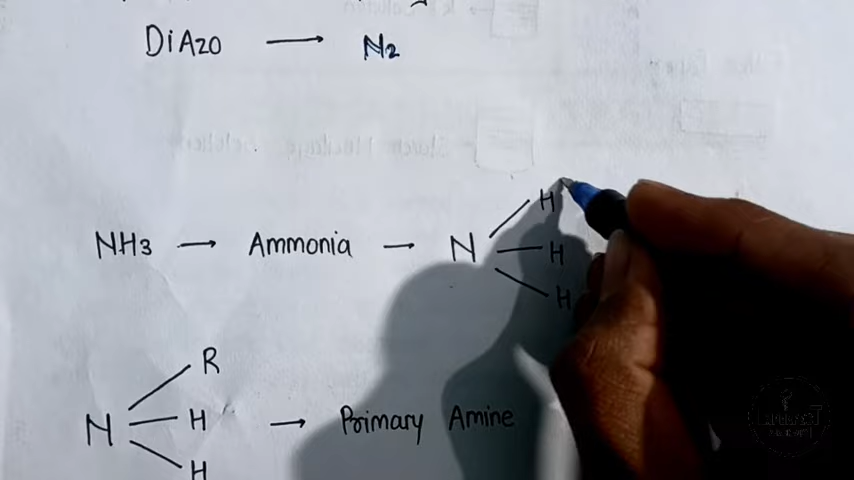 DiAzo → N2
H
NH3 → Ammonia → N H
H
R
N H → Primary Amine
H